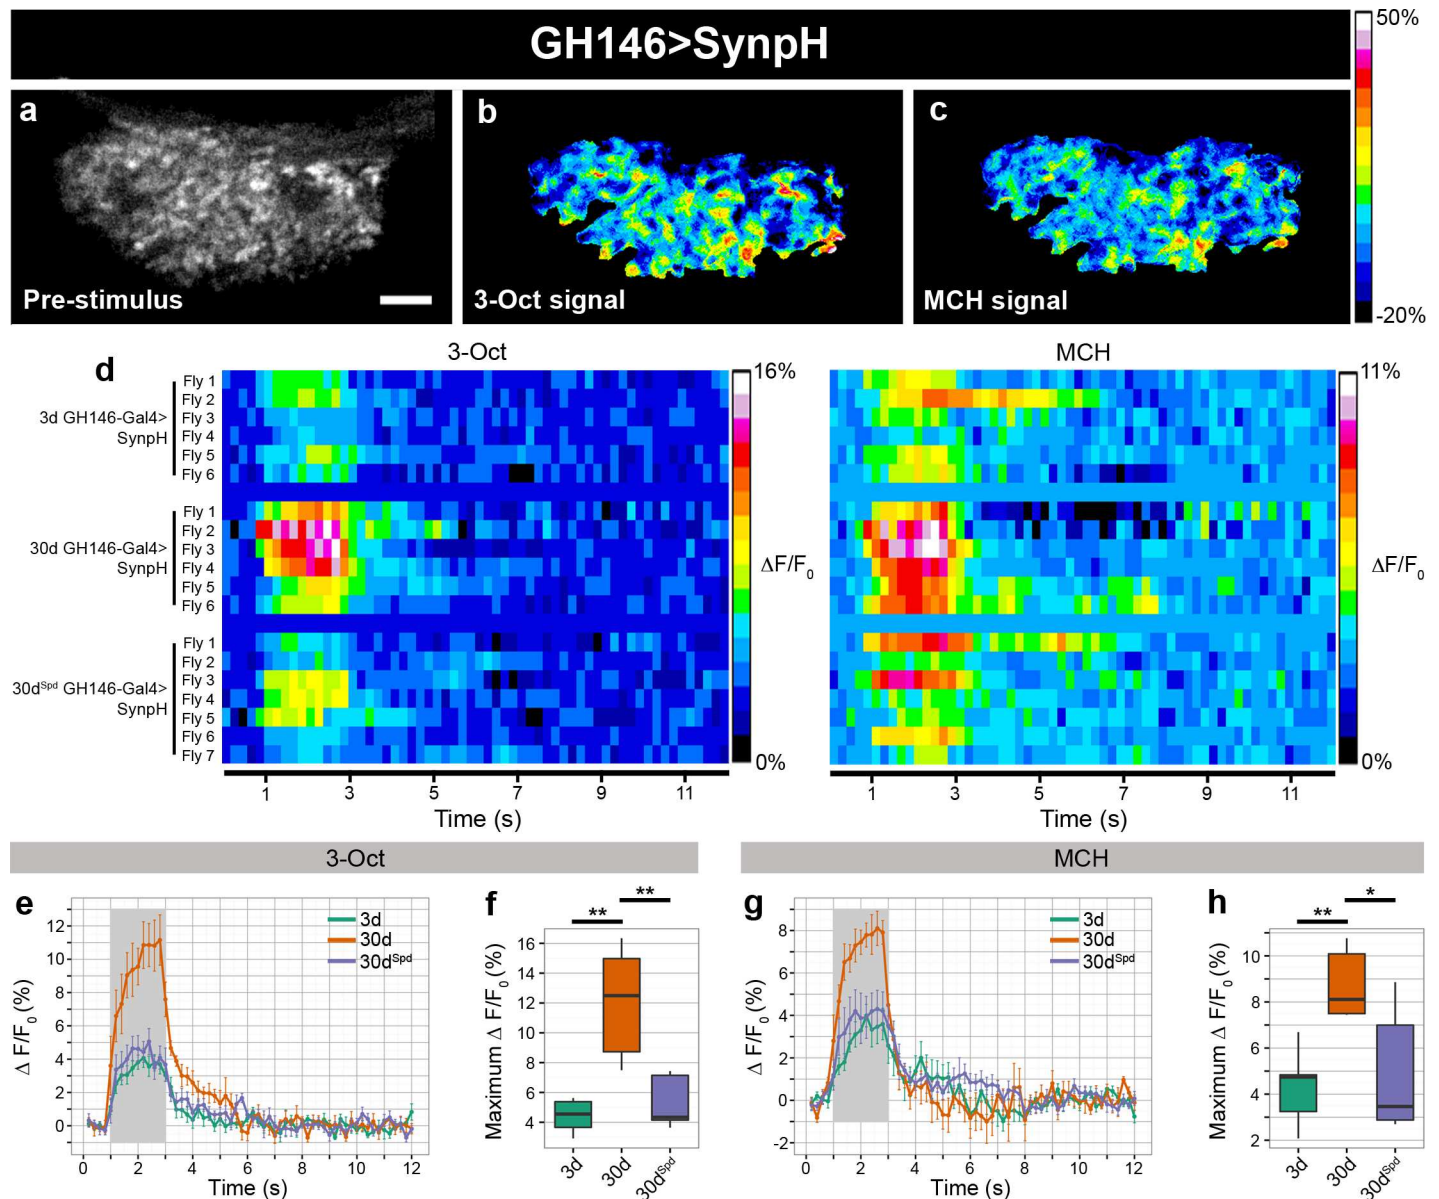 GH146>SynpH
50%
-20%
a
Pre-stimulus
b
3-Oct signal
c
MCH signal
d
3-Oct
MCH
3d GH146-Gal4>
SynpH
Fly 1
Fly 2
Fly 3
Fly 4
Fly 5
Fly 6
30d GH146-Gal4>
SynpH
Fly 1
Fly 2
Fly 3
Fly 4
Fly 5
Fly 6
30dSpd GH146-Gal4>
SynpH
Fly 1
Fly 2
Fly 3
Fly 4
Fly 5
Fly 6
Fly 7
16%
ΔF/F0
0%
11%
ΔF/F0
0%
1 3 5 7 9 11
Time (s)
1 3 5 7 9 11
Time (s)
3-Oct
MCH
e
Δ F/F0 (%)
12
10
8
6
4
2
0
3d
30d
30dSpd
0 2 4 6 8 10 12
Time (s)
f
** **
Maximum Δ F/F0 (%)
16
14
12
10
8
6
4
3d 30d 30dSpd
g
Δ F/F0 (%)
8
6
4
2
0
-2
3d
30d
30dSpd
0 2 4 6 8 10 12
Time (s)
h
** *
Maximum Δ F/F0 (%)
10
8
6
4
2
3d 30d 30dSpd